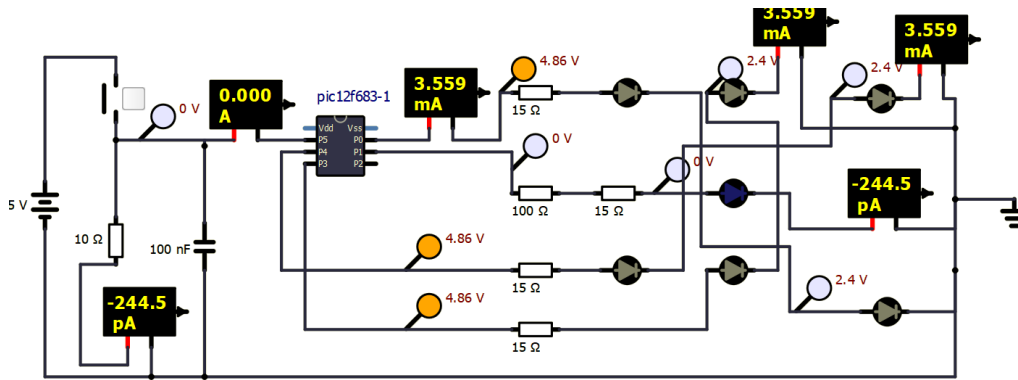 3.559
mA
3.559
mA
2.4 V
2.4 V
4.86 V
3.559
mA
0.000
A
pic12f683-1
0 V
15 Ω
Vdd
Vss
P5
P0
P4
P1
P3
P2
0 V
0 V
-244.5
pA
5 V
100 Ω
15 Ω
10 Ω
100 nF
4.86 V
15 Ω
2.4 V
-244.5
pA
4.86 V
15 Ω